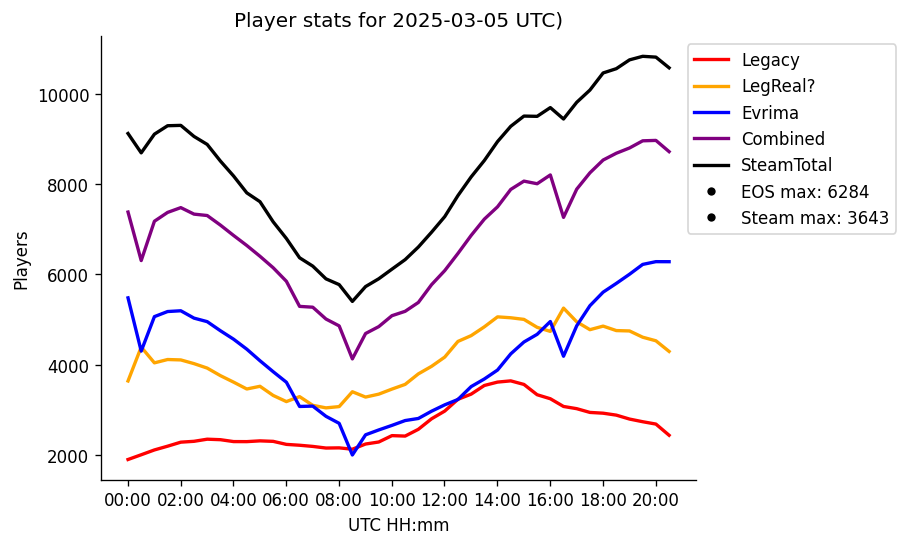 Player stats for 2025-03-05 UTC)
Legacy
LegReal?
Evrima
Combined
SteamTotal
EOS max: 6284
Steam max: 3643
Players
10000
8000
6000
4000
2000
00:00 02:00 04:00 06:00 08:00 10:00 12:00 14:00 16:00 18:00 20:00
UTC HH:mm